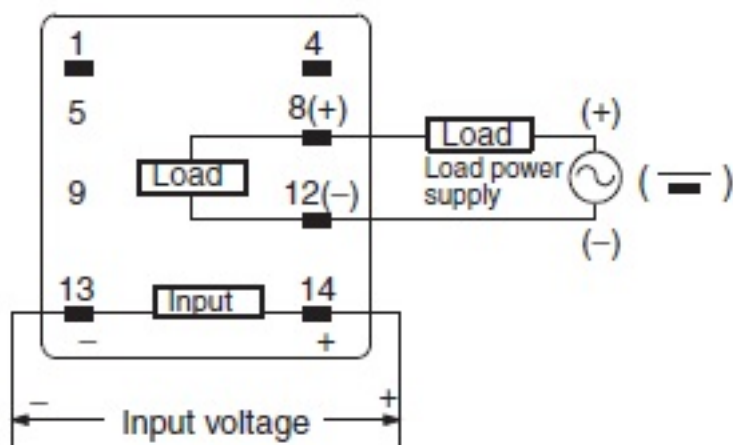 1 4
5 8(+)
Load (+)
Load Load power
supply
9 12(−) ( )
(−)
13 Input 14
− +
− Input voltage +